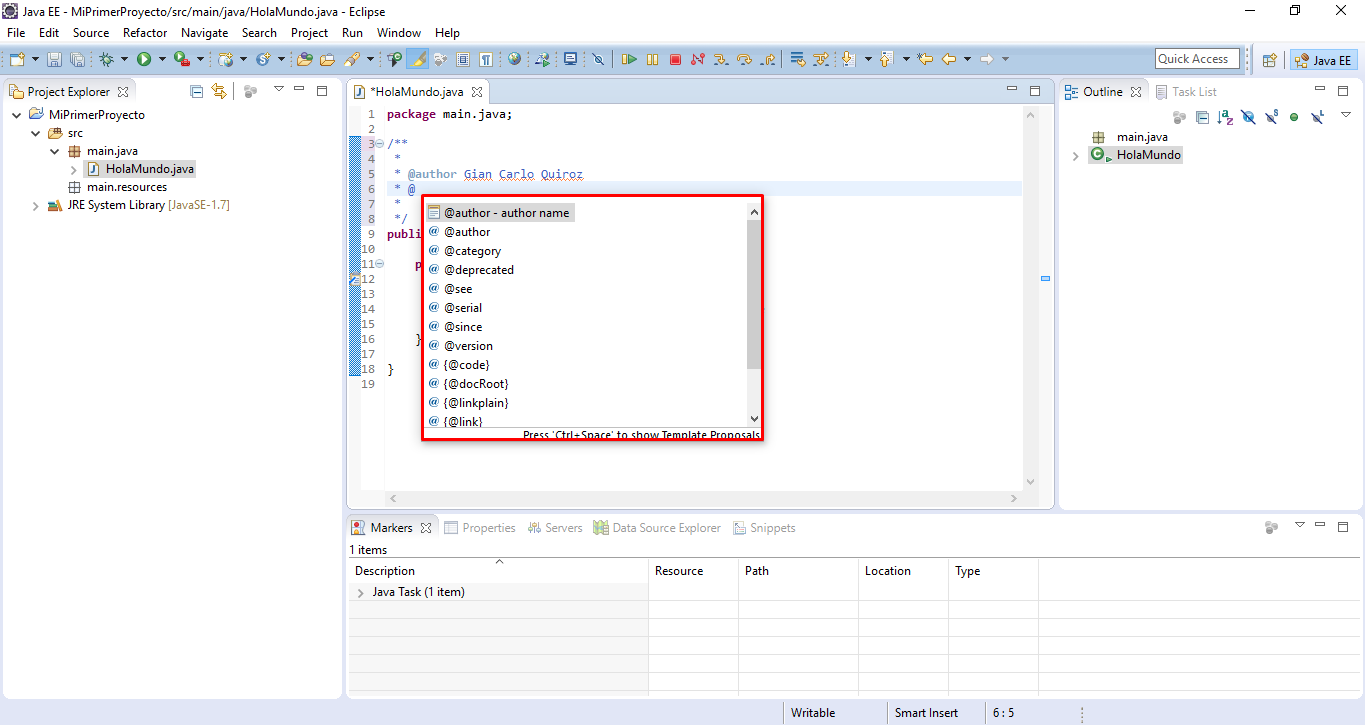 Java EE - MiPrimerProyecto/src/main/java/HolaMundo.java - Eclipse
File Edit Source Refactor Navigate Search Project Run Window Help
Quick Access Java EE
Project Explorer
MiPrimerProyecto
src
main.java
HolaMundo.java
main.resources
JRE System Library [JavaSE-1.7]
*HolaMundo.java
1 package main.java;
2
3 /**
4 *
5 * @author Gian Carlo Quiroz
6 * @
7 *
8 */
9 publi
10
11 p
12
13
14
15
16 }
17
18 }
19
@author - author name
@author
@category
@deprecated
@see
@serial
@since
@version
{@code}
{@docRoot}
{@linkplain}
{@link}
Press 'Ctrl+Space' to show Template Proposals
Outline Task List
main.java
HolaMundo
Markers Properties Servers Data Source Explorer Snippets
1 items
Description Resource Path Location Type
Java Task (1 item)
Writable Smart Insert 6 : 5